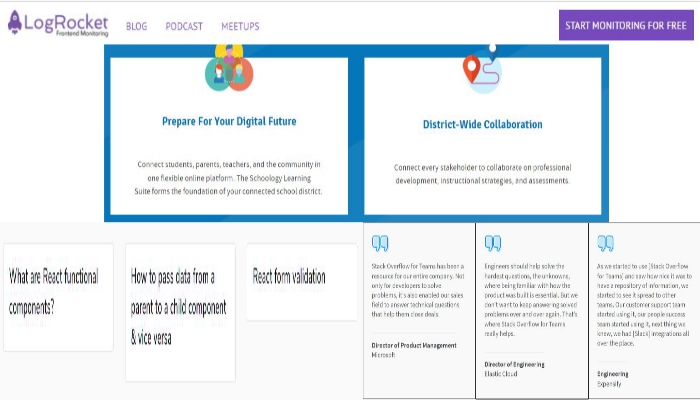 LogRocket
Frontend Monitoring
BLOG
PODCAST
MEETUPS
START MONITORING FOR FREE
Prepare For Your Digital Future
Connect students, parents, teachers, and the community in
one flexible online platform. The Schoology Learning
Suite forms the foundation of your connected school district.
District-Wide Collaboration
Connect every stakeholder to collaborate on professional
development, instructional strategies, and assessments.
What are React functional
components?
How to pass data from a
parent to a child component
& vice versa
React form validation
Stack Overflow for Teams has been a
resource for our entire company. Not
only for developers to solve
problems, it's also enabled our sales
field to answer technical questions
that help them close deals.
Director of Product Management
Microsoft
Engineers should help solve the
hardest questions, the unknowns,
where being familiar with how the
product was built is essential. But we
don't want to keep answering solved
problems over and over again. That's
where Stack Overflow for Teams
really helps.
Director of Engineering
Elastic Cloud
As we started to use [Stack Overflow
for Teams] and saw how nice it was to
have a repository of information, we
started to see it spread to other
teams. Our customer support team
started using it, our people success
team started using it, next thing we
knew, we had [Slack] integrations all
over the place.
Engineering
Expensify